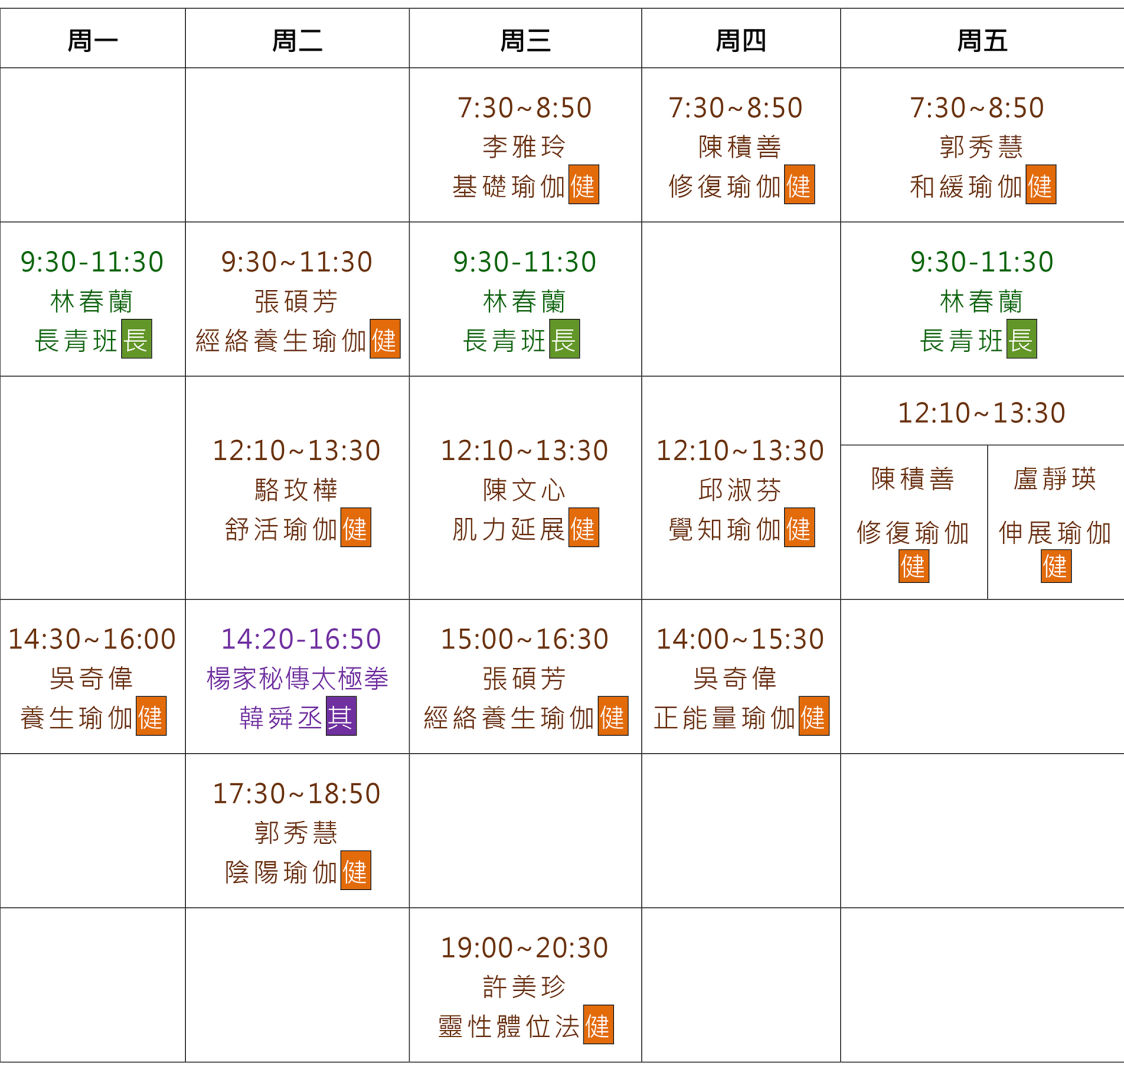 周一 周二 周三 周四 周五
7:30~8:50
李雅玲
基礎瑜伽健
7:30~8:50
陳積善
修復瑜伽健
7:30~8:50
郭秀慧
和緩瑜伽健
9:30-11:30
林春蘭
長青班長
9:30~11:30
張碩芳
經絡養生瑜伽健
9:30-11:30
林春蘭
長青班長
9:30-11:30
林春蘭
長青班長
12:10~13:30
駱玫樺
舒活瑜伽健
12:10~13:30
陳文心
肌力延展健
12:10~13:30
邱淑芬
覺知瑜伽健
12:10~13:30
陳積善
修復瑜伽
健
盧靜瑛
伸展瑜伽
健
14:30~16:00
吳奇偉
養生瑜伽健
14:20-16:50
楊家秘傳太極拳
韓舜丞其
15:00~16:30
張碩芳
經絡養生瑜伽健
14:00~15:30
吳奇偉
正能量瑜伽健
17:30~18:50
郭秀慧
陰陽瑜伽健
19:00~20:30
許美珍
靈性體位法健